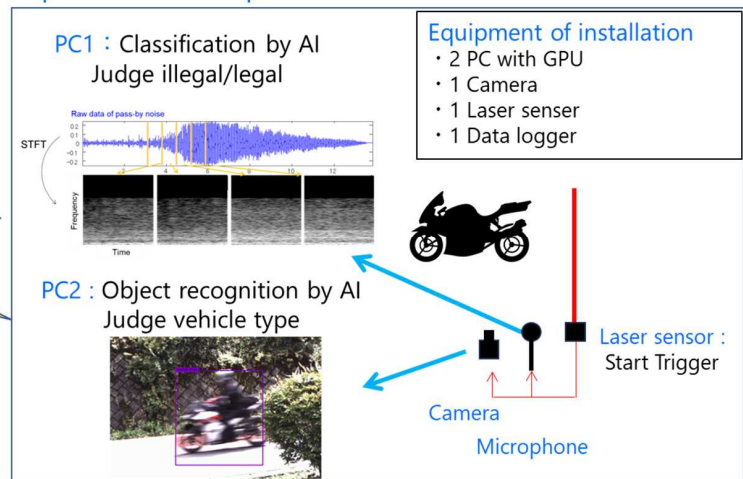 PC1：Classification by AI
Judge illegal/legal
Raw data of pass-by noise
0.2
0.1
0
-0.1
-0.2
2
4
6
8
10
12
STFT
Frequency
Time
PC2 : Object recognition by AI
Judge vehicle type
Equipment of installation
・2 PC with GPU
・1 Camera
・1 Laser senser
・1 Data logger
Laser sensor :
Start Trigger
Camera
Microphone